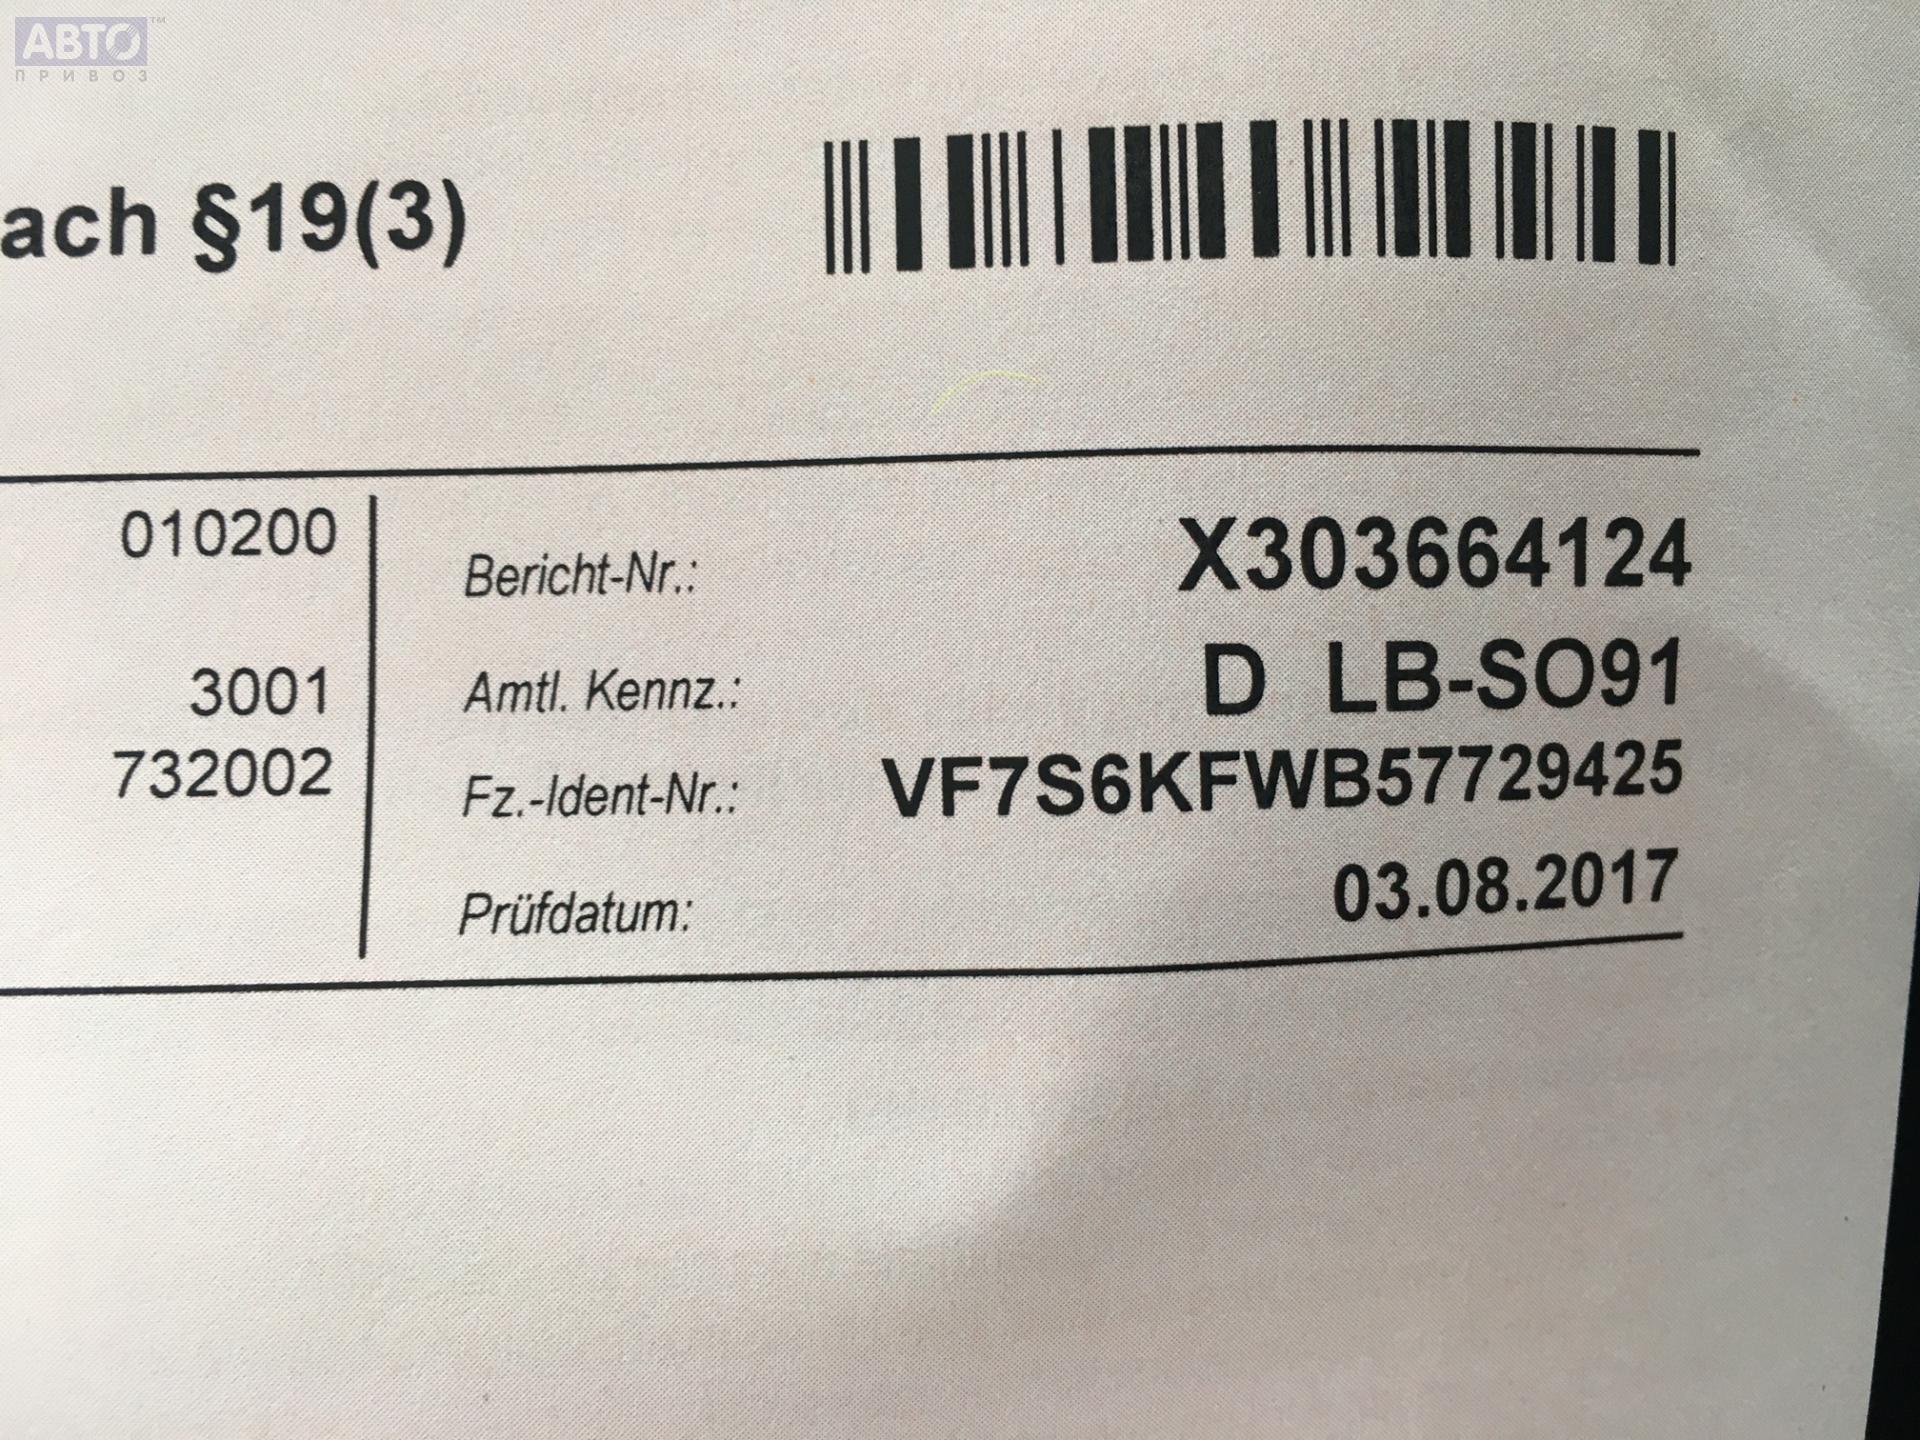 АВТО™
ПРИВОЗ
ach §19(3)
010200
Bericht-Nr.: X303664124
3001 Amtl. Kennz.: D LB-SO91
732002 Fz.-Ident-Nr.: VF7S6KFWB57729425
Prüfdatum: 03.08.2017